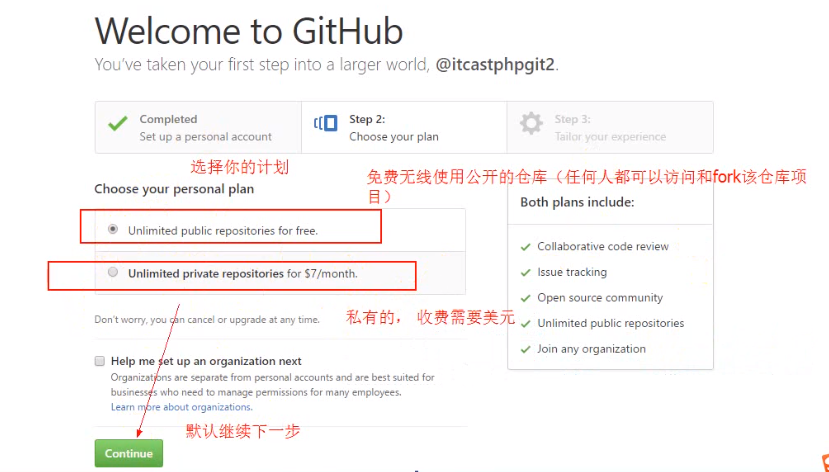 Welcome to GitHub
You've taken your first step into a larger world, @itcastphpgit2.
Completed
Set up a personal account
Step 2:
Choose your plan
Step 3:
Tailor your experience
选择你的计划
Choose your personal plan
免费无线使用公开的仓库（任何人都可以访问和fork该仓库项
目）
Unlimited public repositories for free.
Unlimited private repositories for $7/month.
Don't worry, you can cancel or upgrade at any time.
私有的， 收费需要美元
Both plans include:
Collaborative code review
Issue tracking
Open source community
Unlimited public repositories
Join any organization
Help me set up an organization next
Organizations are separate from personal accounts and are best suited for
businesses who need to manage permissions for many employees.
Learn more about organizations.
默认继续下一步
Continue